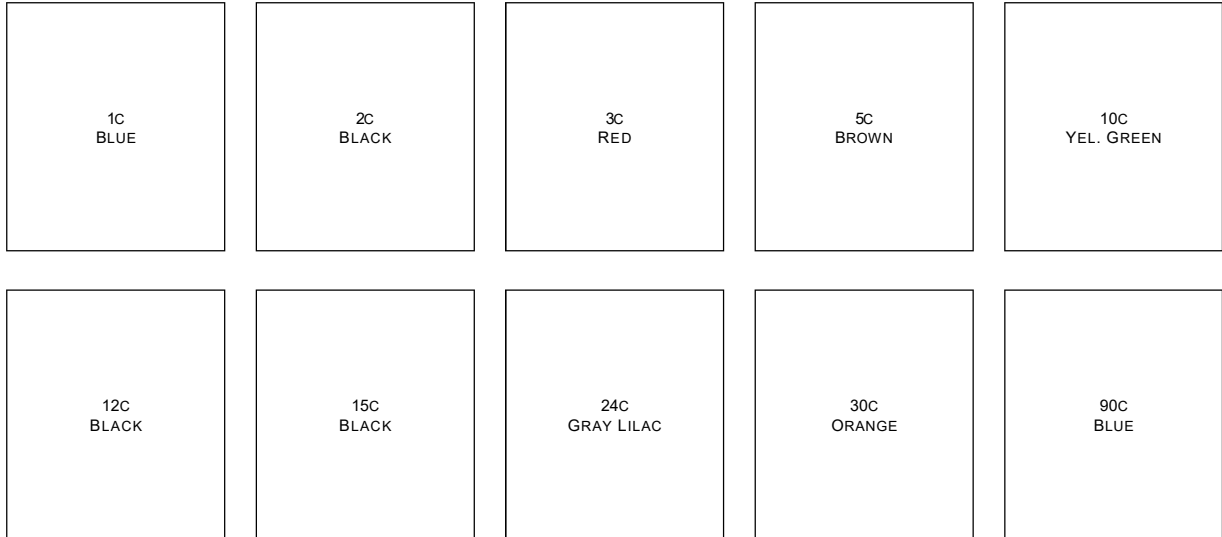 1C
BLUE
2C
BLACK
3C
RED
5C
BROWN
10C
YEL. GREEN
12C
BLACK
15C
BLACK
24C
GRAY LILAC
30C
ORANGE
90C
BLUE